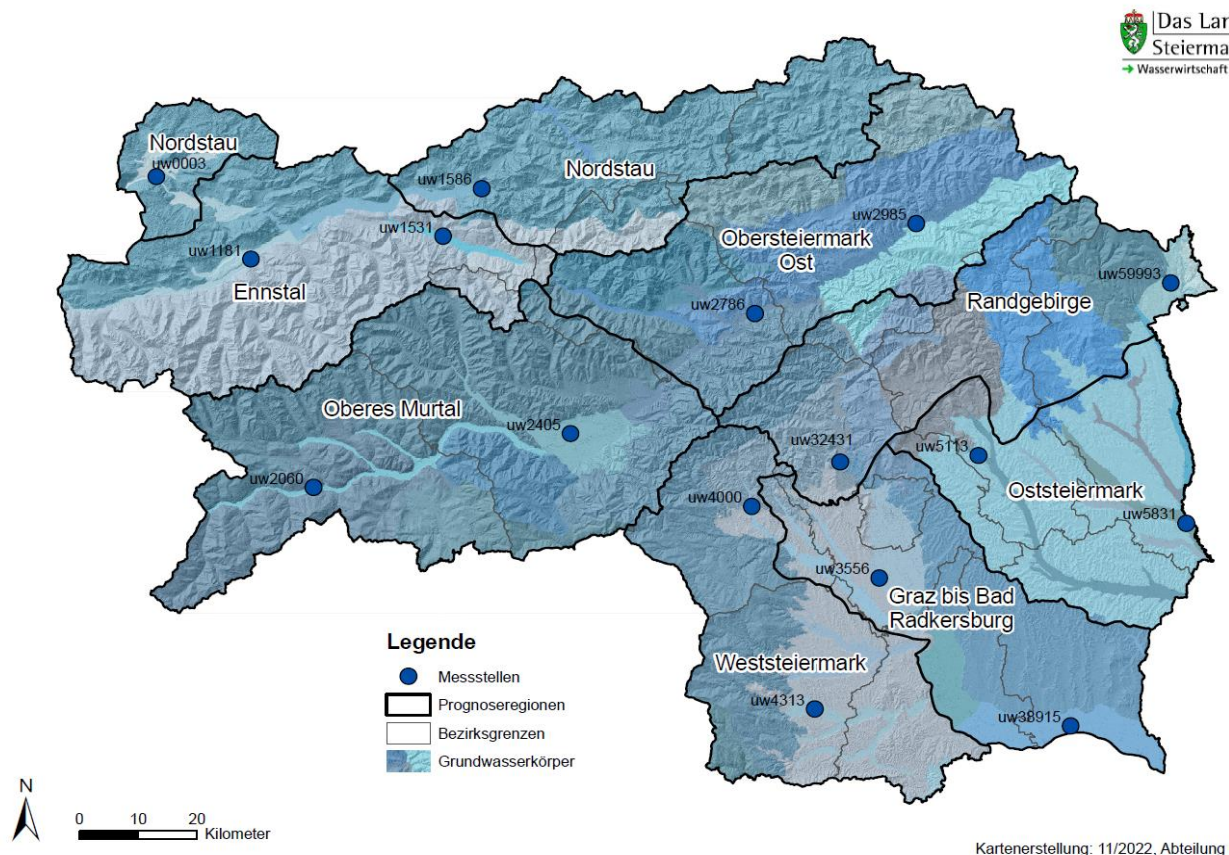 Das Lan
Steierma
→ Wasserwirtschaft
Nordstau
uw0003
uw1586
Nordstau
uw1181
uw1531
Ennstal
uw2985
Obersteiermark
Ost
uw2786
uw59993
Randgebirge
Oberes Murtal
uw2405
uw2060
uw32431
uw5113
Oststeiermark
uw4000
uw5831
uw3556
Graz bis Bad
Radkersburg
Weststeiermark
uw4313
uw38915
Legende
Messstellen
Prognoseregionen
Bezirksgrenzen
Grundwasserkörper
N
0 10 20
Kilometer
Kartenerstellung: 11/2022, Abteilung